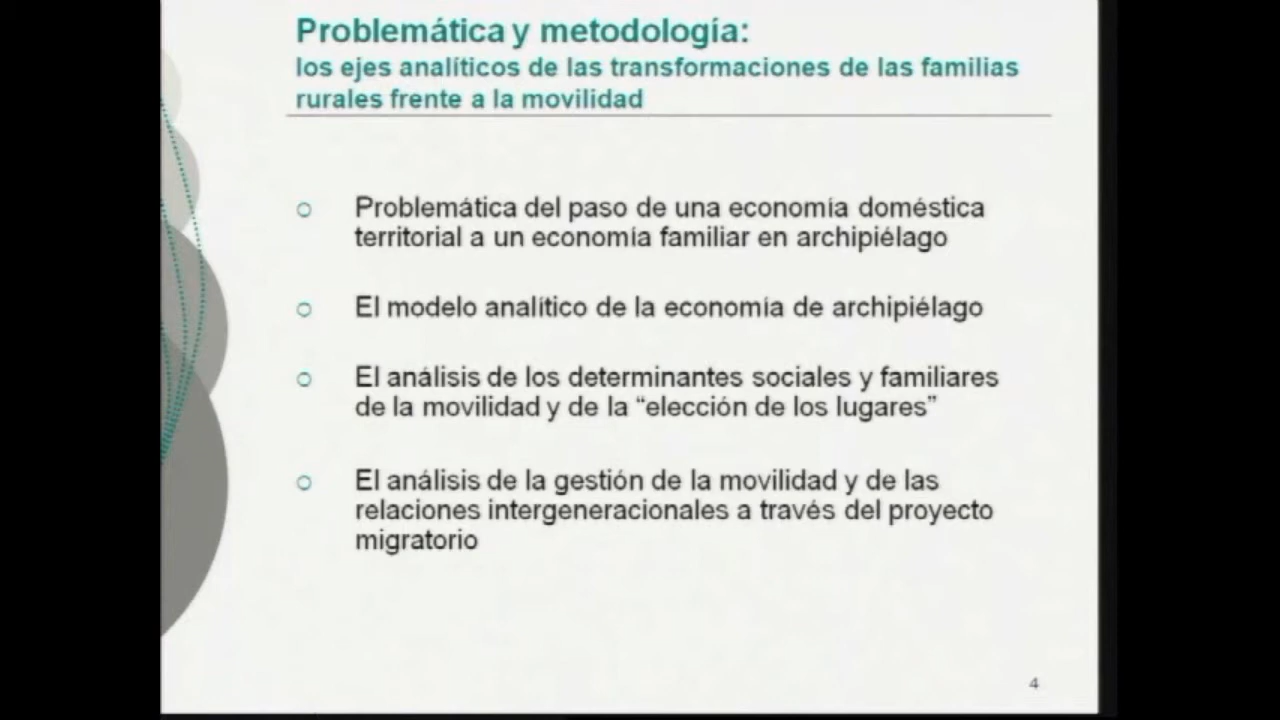 Problemática y metodología:
los ejes analíticos de las transformaciones de las familias
rurales frente a la movilidad
Problemática del paso de una economía doméstica
territorial a un economía familiar en archipiélago
El modelo analítico de la economía de archipiélago
El análisis de los determinantes sociales y familiares
de la movilidad y de la “elección de los lugares”
El análisis de la gestión de la movilidad y de las
relaciones intergeneracionales a través del proyecto
migratorio
4